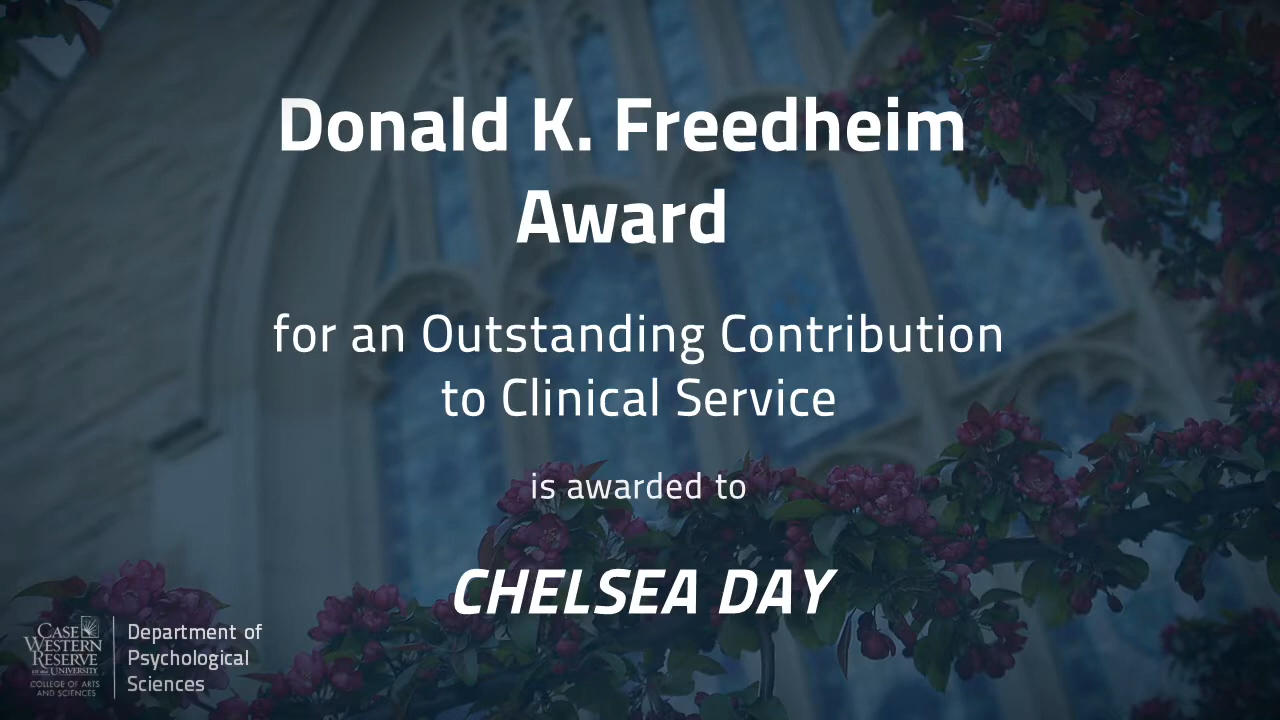 Donald K. Freedheim
Award
for an Outstanding Contribution
to Clinical Service
is awarded to
CHELSEA DAY
CASE
WESTERN
RESERVE
UNIVERSITY
COLLEGE OF ARTS
AND SCIENCES
Department of
Psychological
Sciences